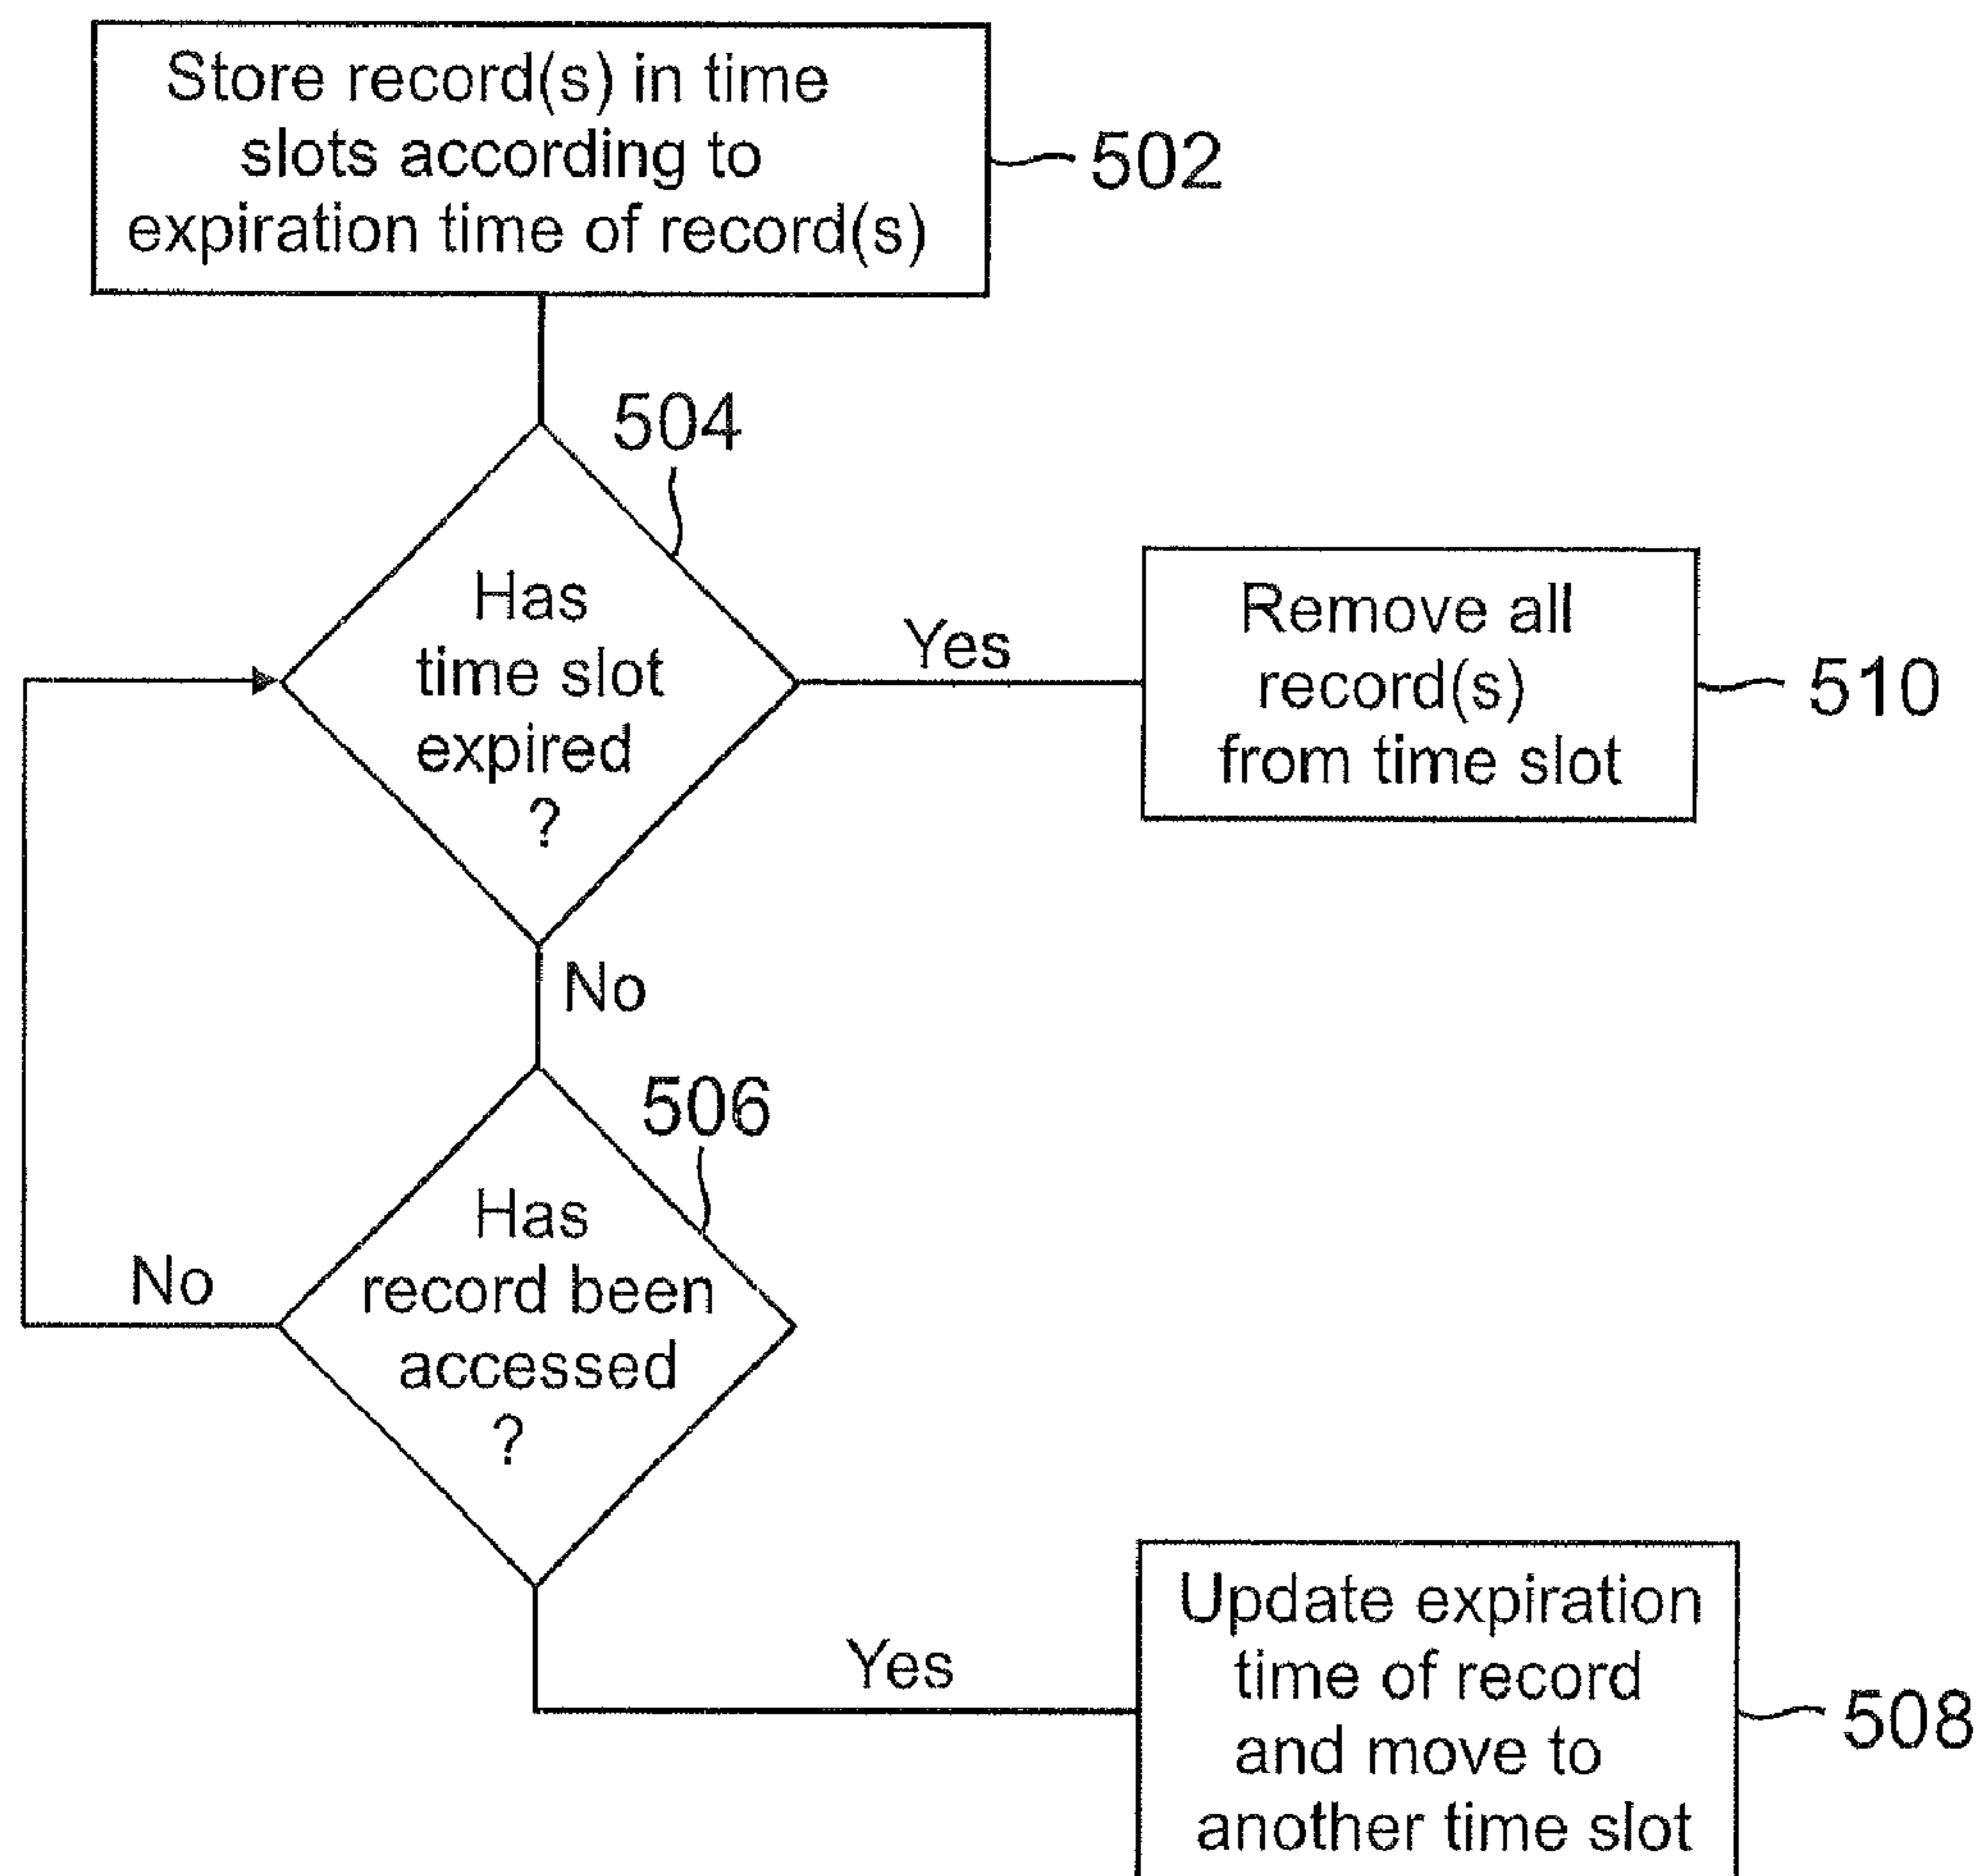 Store record(s) in time
slots according to
expiration time of record(s)
502
504
Has
time slot
expired
?
Yes
Remove all
record(s)
from time slot
510
No
506
Has
record been
accessed
?
No
Yes
Update expiration
time of record
and move to
another time slot
508